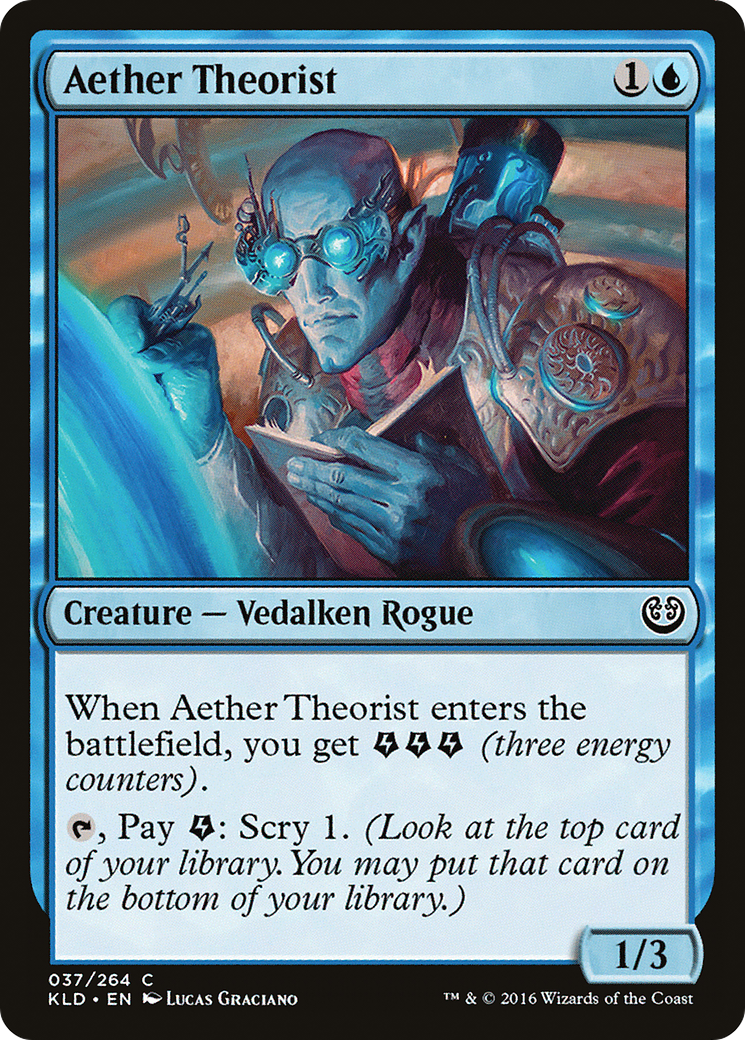 Aether Theorist 1
Creature — Vedalken Rogue
When Aether Theorist enters the
battlefield, you get (three energy
counters).
, Pay : Scry 1. (Look at the top card
of your library. You may put that card on
the bottom of your library.)
1/3
037/264 C
KLD • EN Lucas Graciano
™ & © 2016 Wizards of the Coast